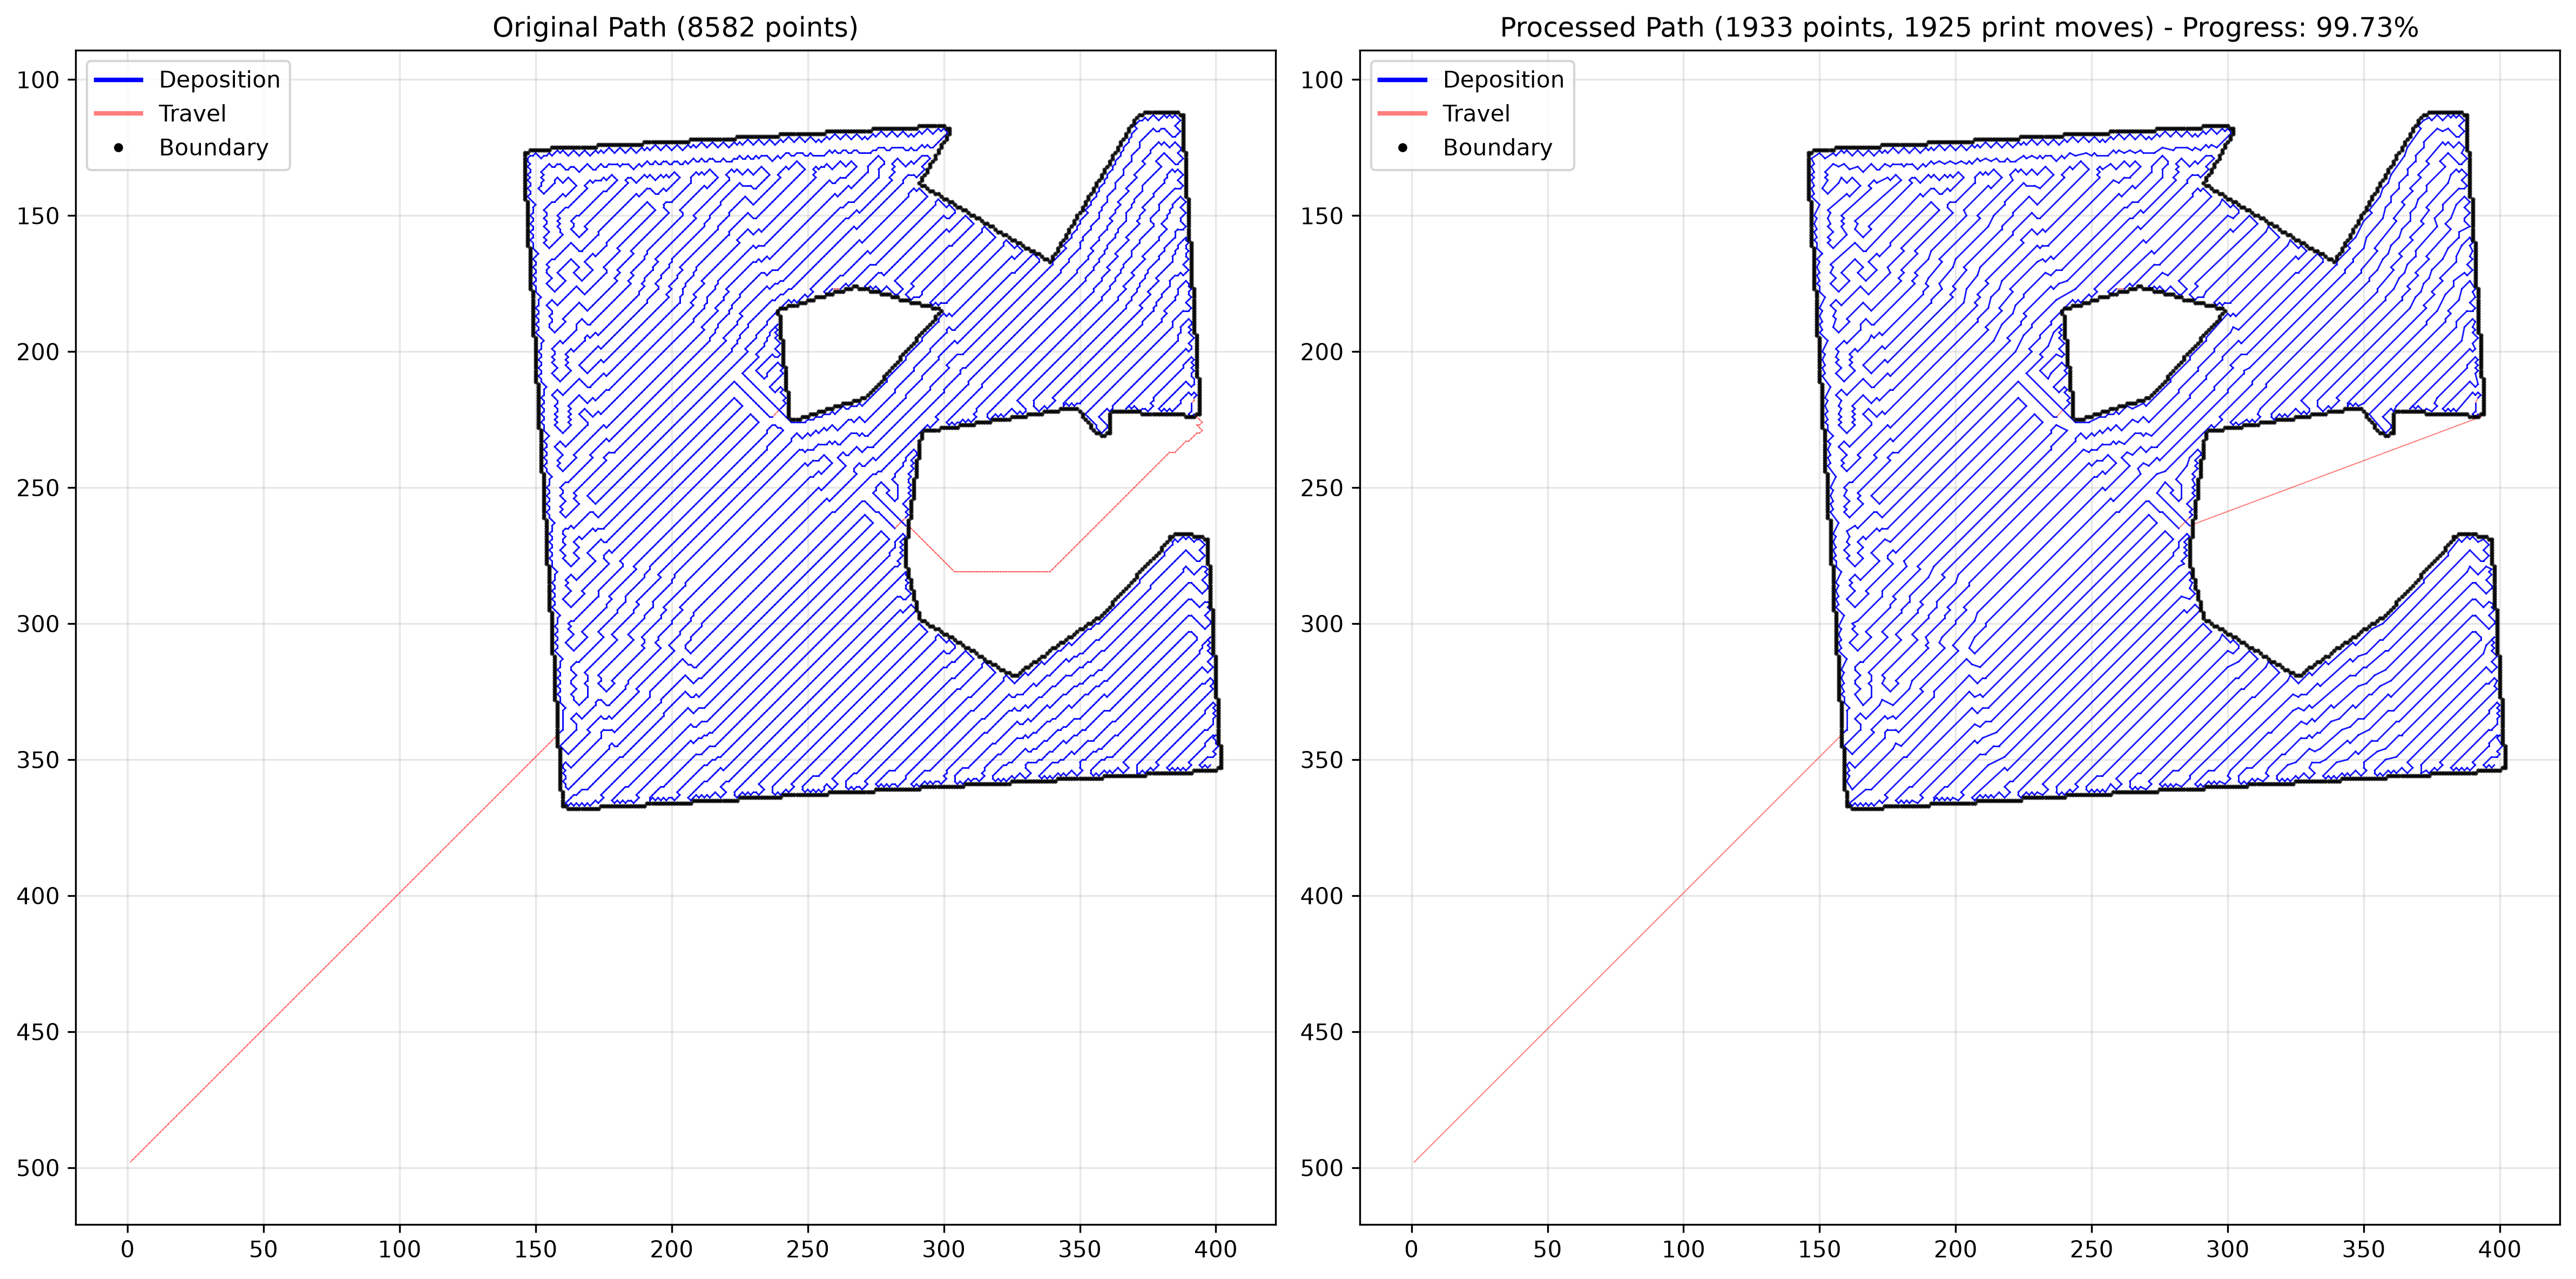 Original Path (8582 points)
Deposition
Travel
Boundary
100
150
200
250
300
350
400
450
500
0 50 100 150 200 250 300 350 400
Processed Path (1933 points, 1925 print moves) - Progress: 99.73%
Deposition
Travel
Boundary
100
150
200
250
300
350
400
450
500
0 50 100 150 200 250 300 350 400